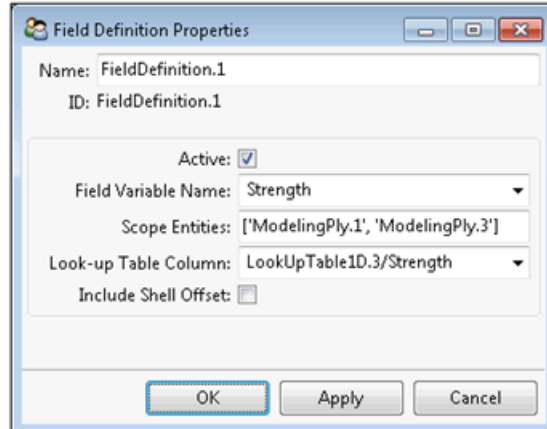 Field Definition Properties
Name: FieldDefinition.1
ID: FieldDefinition.1
Active:
Field Variable Name: Strength
Scope Entities: ['ModelingPly.1', 'ModelingPly.3']
Look-up Table Column: LookUpTable1D.3/Strength
Include Shell Offset:
OK Apply Cancel